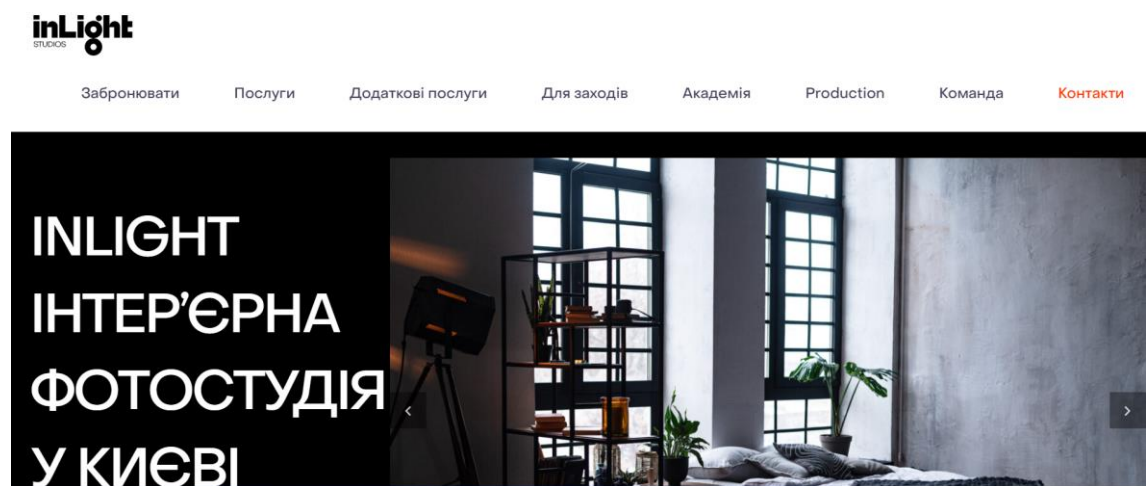 inLight
STUDIOS
Забронювати Послуги Додаткові послуги Для заходів Академія Production Команда Контакти
INLIGHT
ІНТЕР'ЄРНА
ФОТОСТУДІЯ
У КИЄВІ